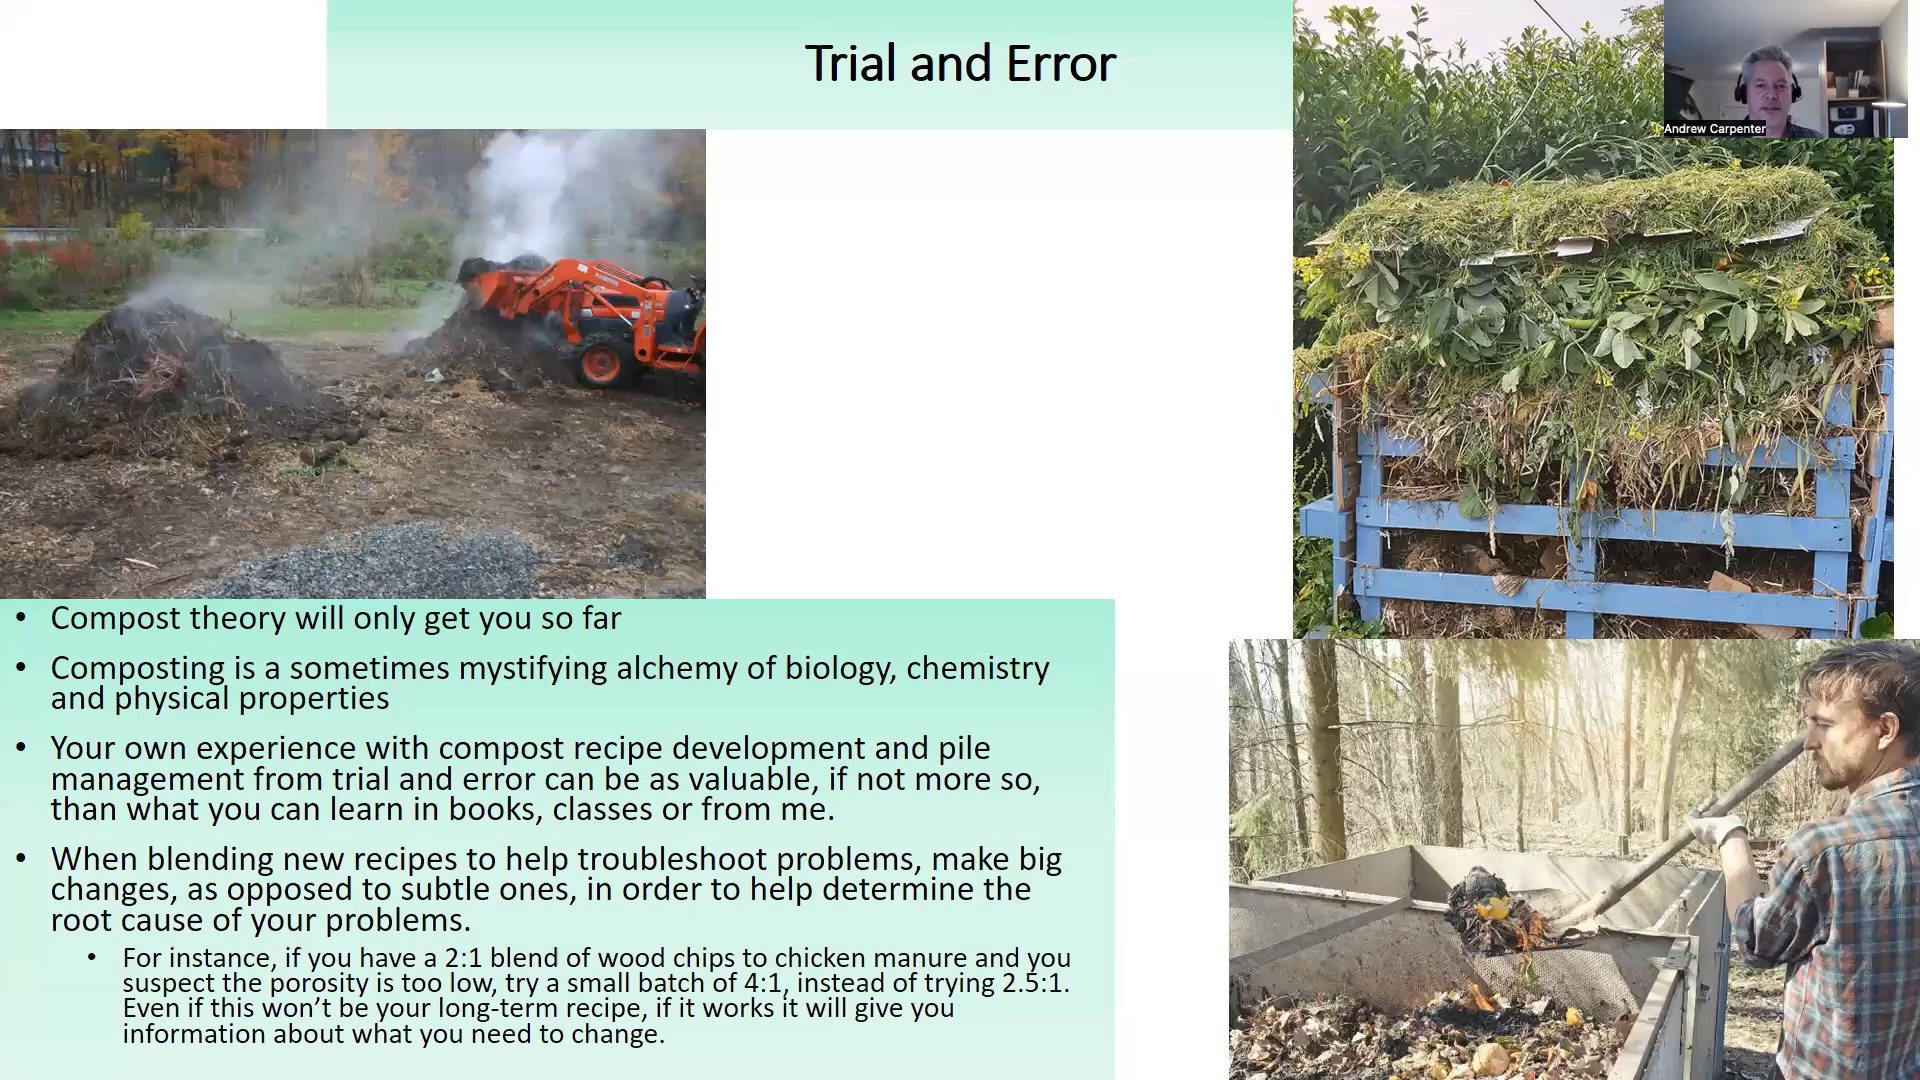 Trial and Error
Andrew Carpenter
• Compost theory will only get you so far
• Composting is a sometimes mystifying alchemy of biology, chemistry
and physical properties
• Your own experience with compost recipe development and pile
management from trial and error can be as valuable, if not more so,
than what you can learn in books, classes or from me.
• When blending new recipes to help troubleshoot problems, make big
changes, as opposed to subtle ones, in order to help determine the
root cause of your problems.
• For instance, if you have a 2:1 blend of wood chips to chicken manure and you
suspect the porosity is too low, try a small batch of 4:1, instead of trying 2.5:1.
Even if this won’t be your long-term recipe, if it works it will give you
information about what you need to change.